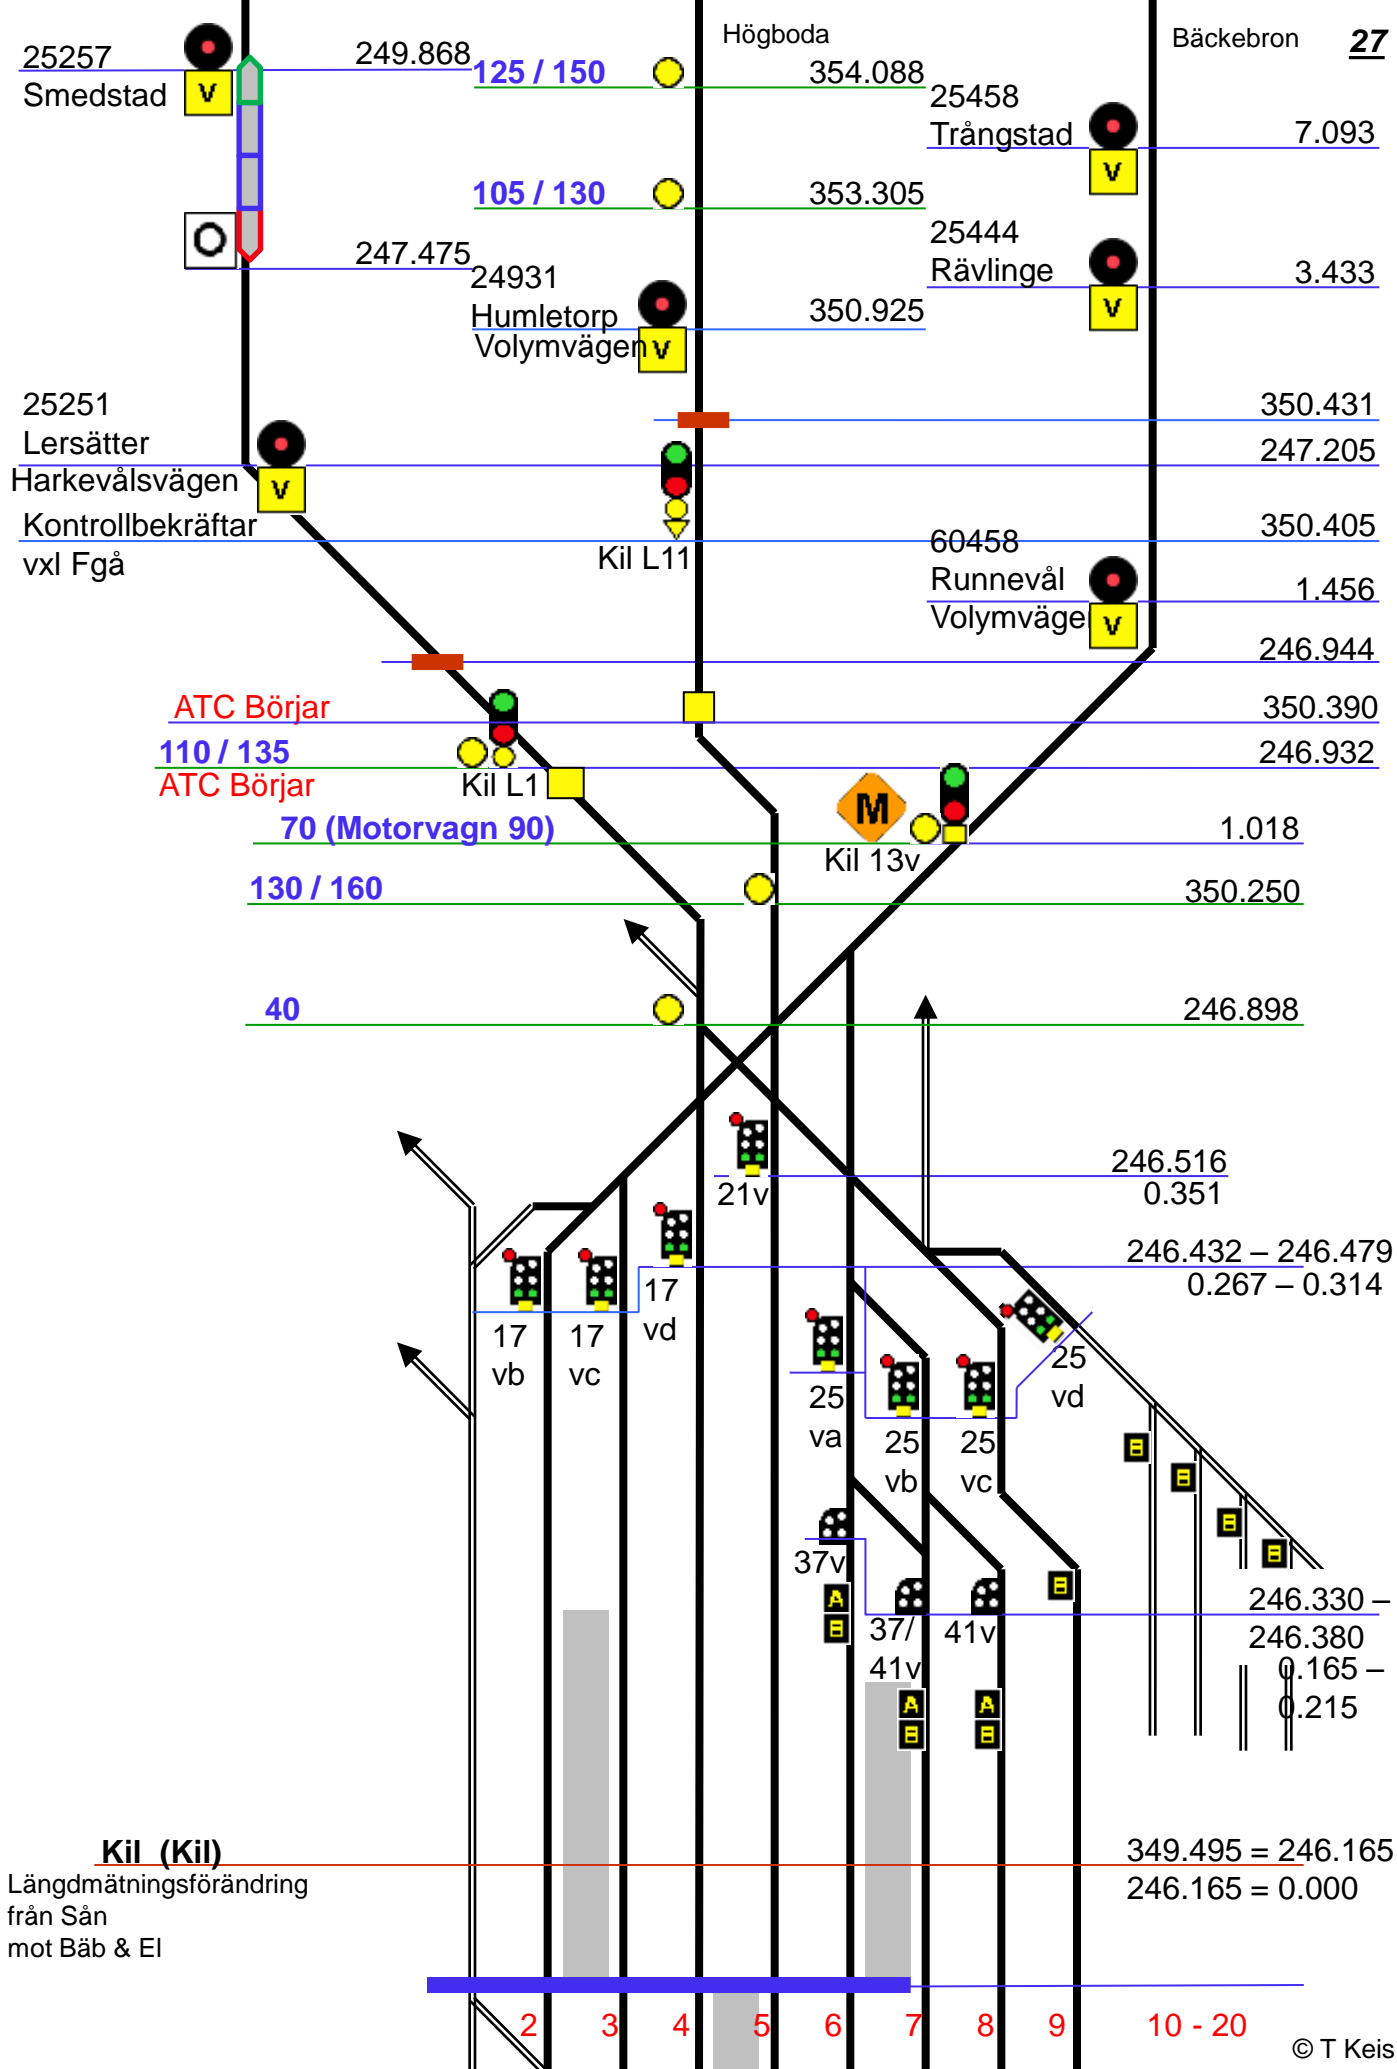 Högboda
Bäckebron
27
25257
Smedstad
V
249.868
125 / 150
354.088
25458
Trångstad
V
7.093
105 / 130
353.305
247.475
25444
Rävlinge
V
3.433
24931
Humletorp
Volymvägen
V
350.925
25251
Lersätter
Harkevålsvägen
V
350.431
247.205
Kontrollbekräftar
vxl Fgå
350.405
Kil L11
60458
Runnevål
Volymväge
V
1.456
246.944
ATC Börjar
350.390
110 / 135
246.932
ATC Börjar
Kil L1
M
70 (Motorvagn 90)
1.018
Kil 13v
130 / 160
350.250
40
246.898
246.516
0.351
21v
246.432 – 246.479
0.267 – 0.314
17
vd
17
vb
17
vc
25
va
25
vb
25
vc
25
vd
B
B
B
B
B
37v
A
B
37/
41v
A
B
41v
A
B
246.330 –
246.380
0.165 –
0.215
Kil (Kil)
349.495 = 246.165
Längdmätningsförändring
från Sån
mot Bäb & El
246.165 = 0.000
2
3
4
5
6
7
8
9
10 - 20
© T Keis